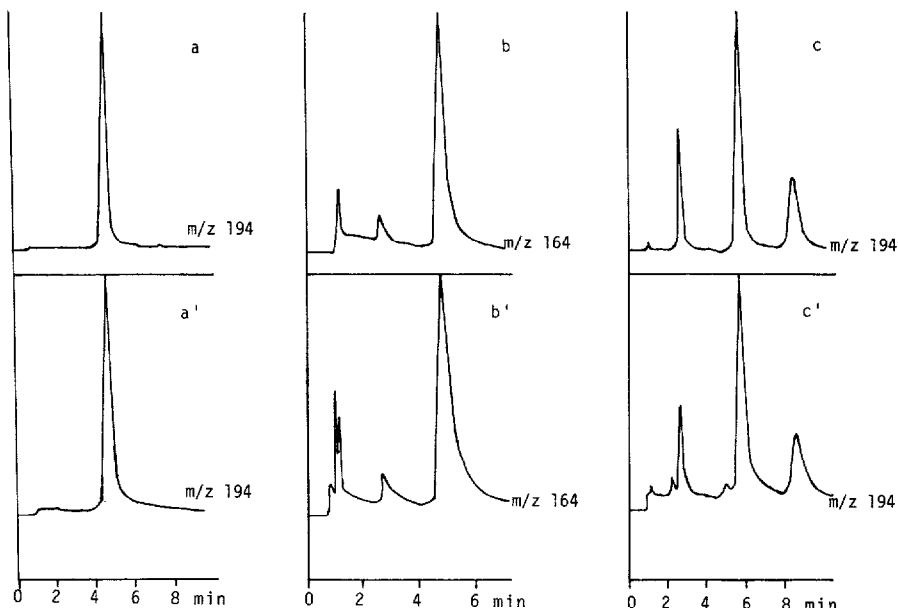 a
m/z 194
b
m/z 164
c
m/z 194
a'
m/z 194
b'
m/z 164
c'
m/z 194
0 2 4 6 8 min
0 2 4 6 min
0 2 4 6 8 min